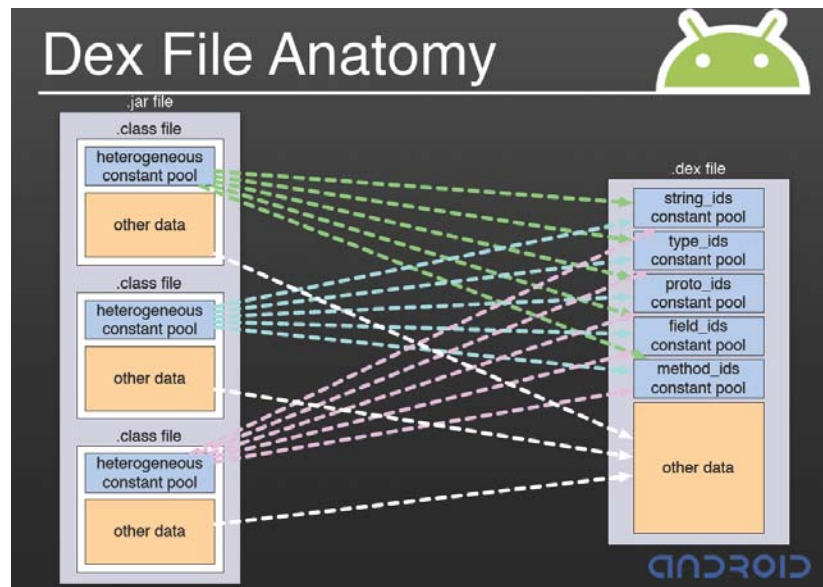 Dex File Anatomy
.jar file
.class file
heterogeneous
constant pool
other data
.class file
heterogeneous
constant pool
other data
.class file
heterogeneous
constant pool
other data
.dex file
string_ids
constant pool
type_ids
constant pool
proto_ids
constant pool
field_ids
constant pool
method_ids
constant pool
other data
ANDROID